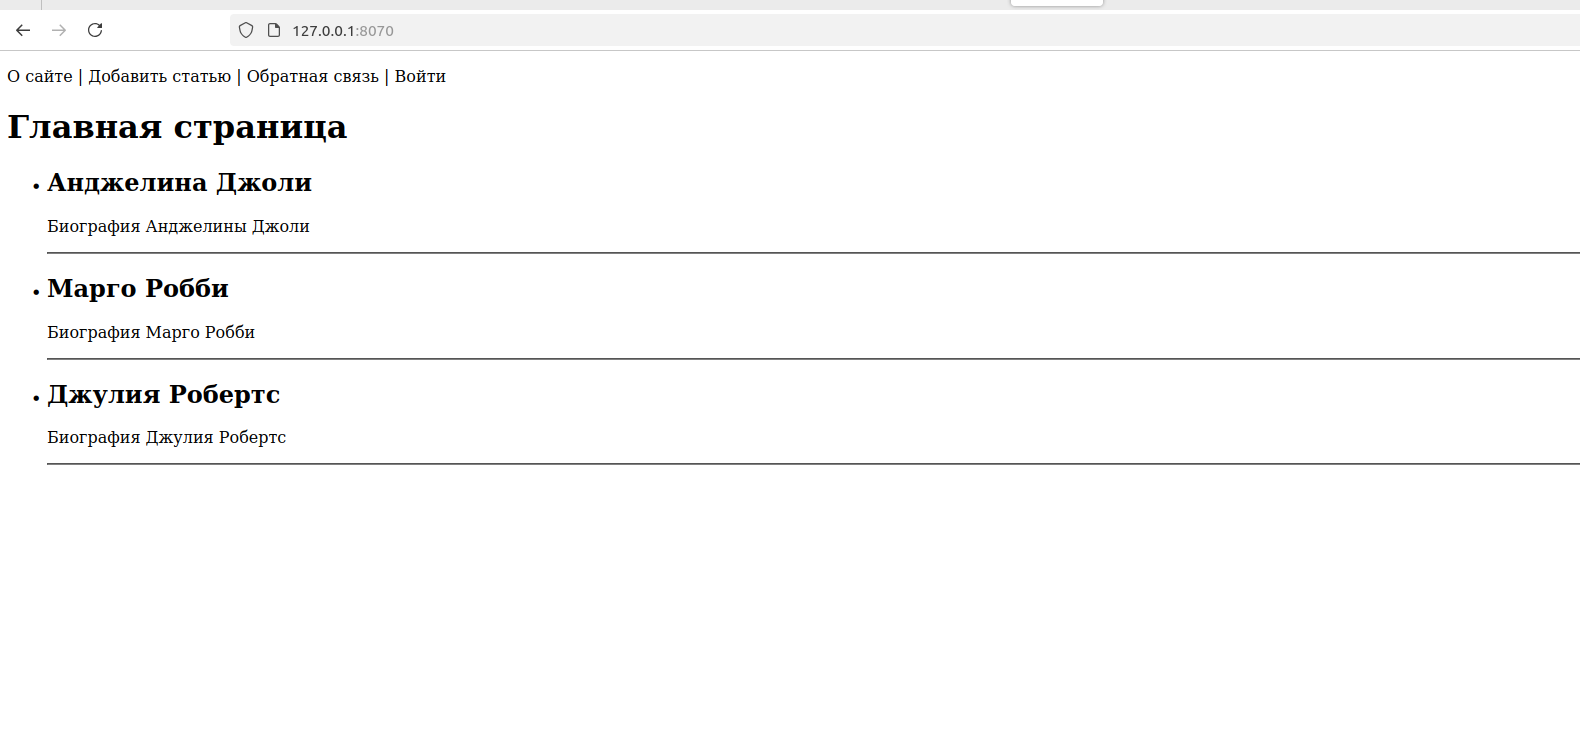 127.0.0.1:8070
О сайте | Добавить статью | Обратная связь | Войти
Главная страница
Анджелина Джоли
Биография Анджелины Джоли
Марго Робби
Биография Марго Робби
Джулия Робертс
Биография Джулия Робертс